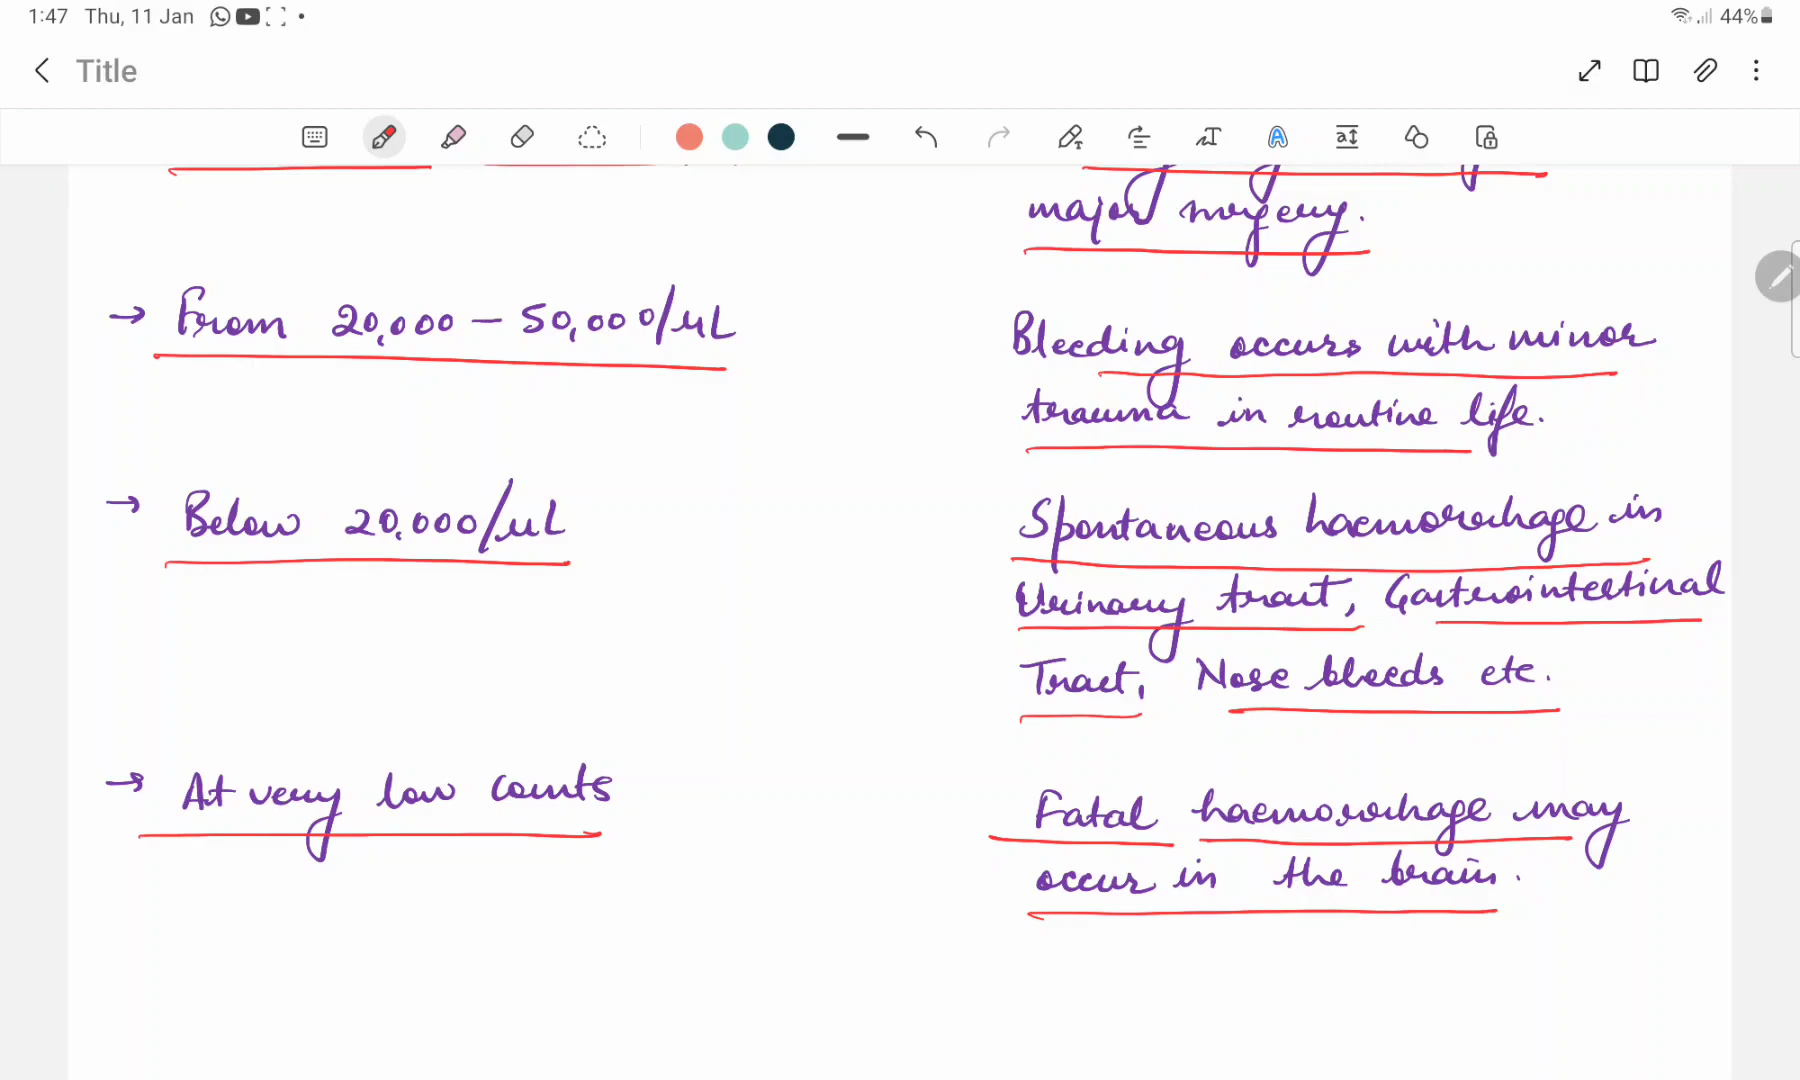 1:47 Thu, 11 Jan
44%
Title
major surgery.
→ From 20,000 – 50,000/μL
Bleeding occurs with minor
trauma in routine life.
→ Below 20,000/μL
Spontaneous haemorrhage in
Urinary tract, Gastrointestinal
Tract, Nose bleeds etc.
→ At very low counts
Fatal haemorrhage may
occur in the brain.